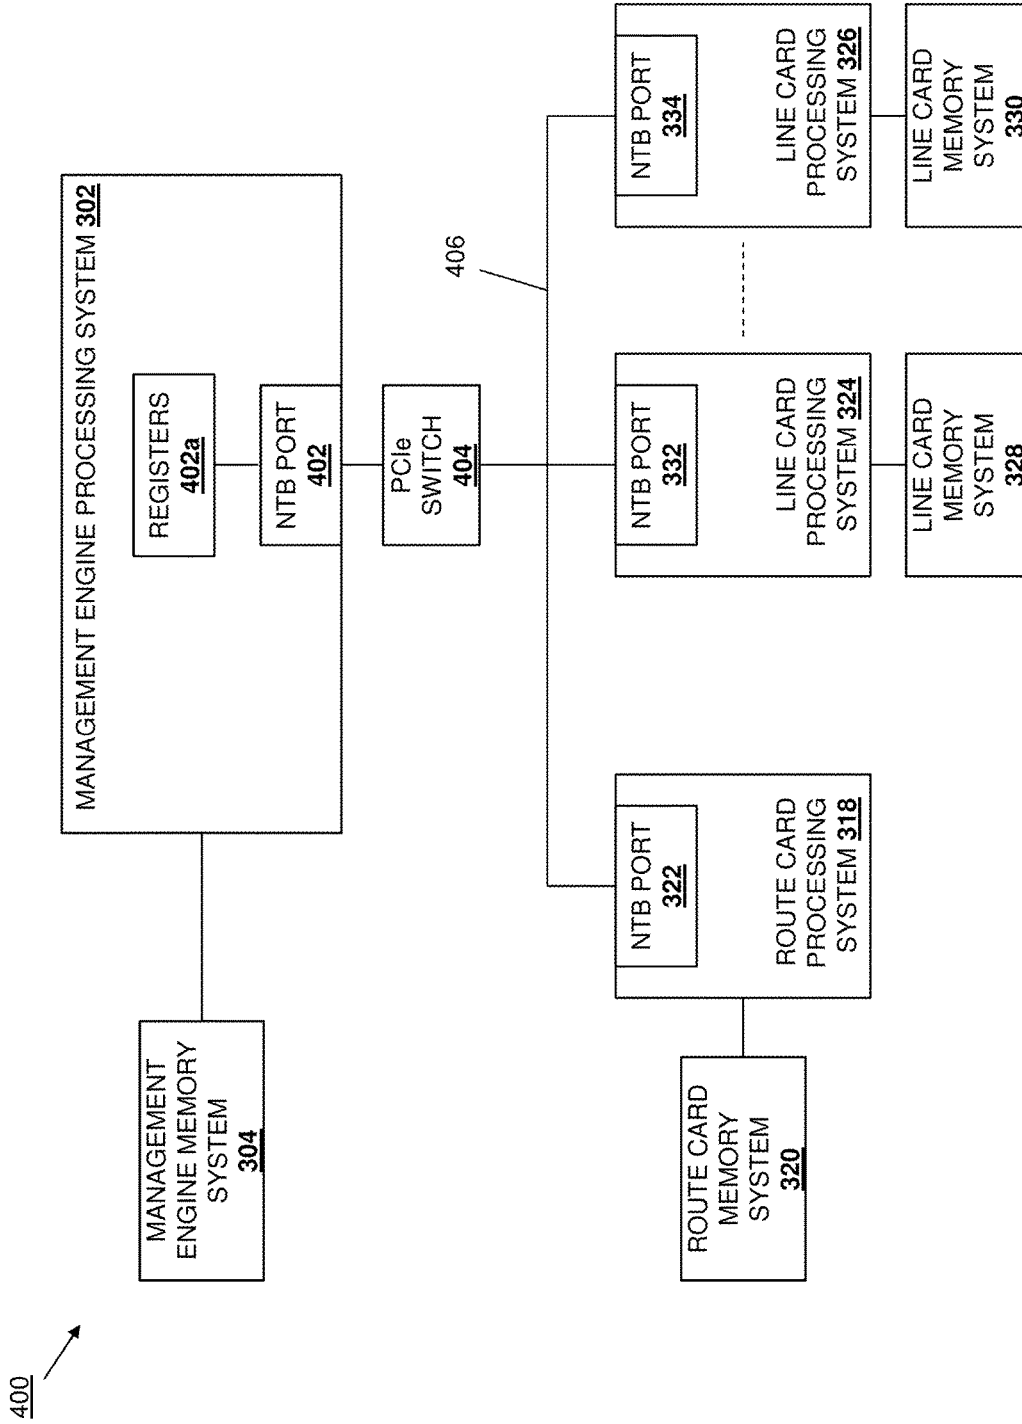 400
MANAGEMENT ENGINE PROCESSING SYSTEM 302
REGISTERS
402a
NTB PORT
402
MANAGEMENT
ENGINE MEMORY
SYSTEM
304
PCIe
SWITCH
404
406
NTB PORT
322
ROUTE CARD
PROCESSING
SYSTEM 318
ROUTE CARD
MEMORY
SYSTEM
320
NTB PORT
332
LINE CARD
PROCESSING
SYSTEM 324
LINE CARD
MEMORY
SYSTEM
328
NTB PORT
334
LINE CARD
PROCESSING
SYSTEM 326
LINE CARD
MEMORY
SYSTEM
330